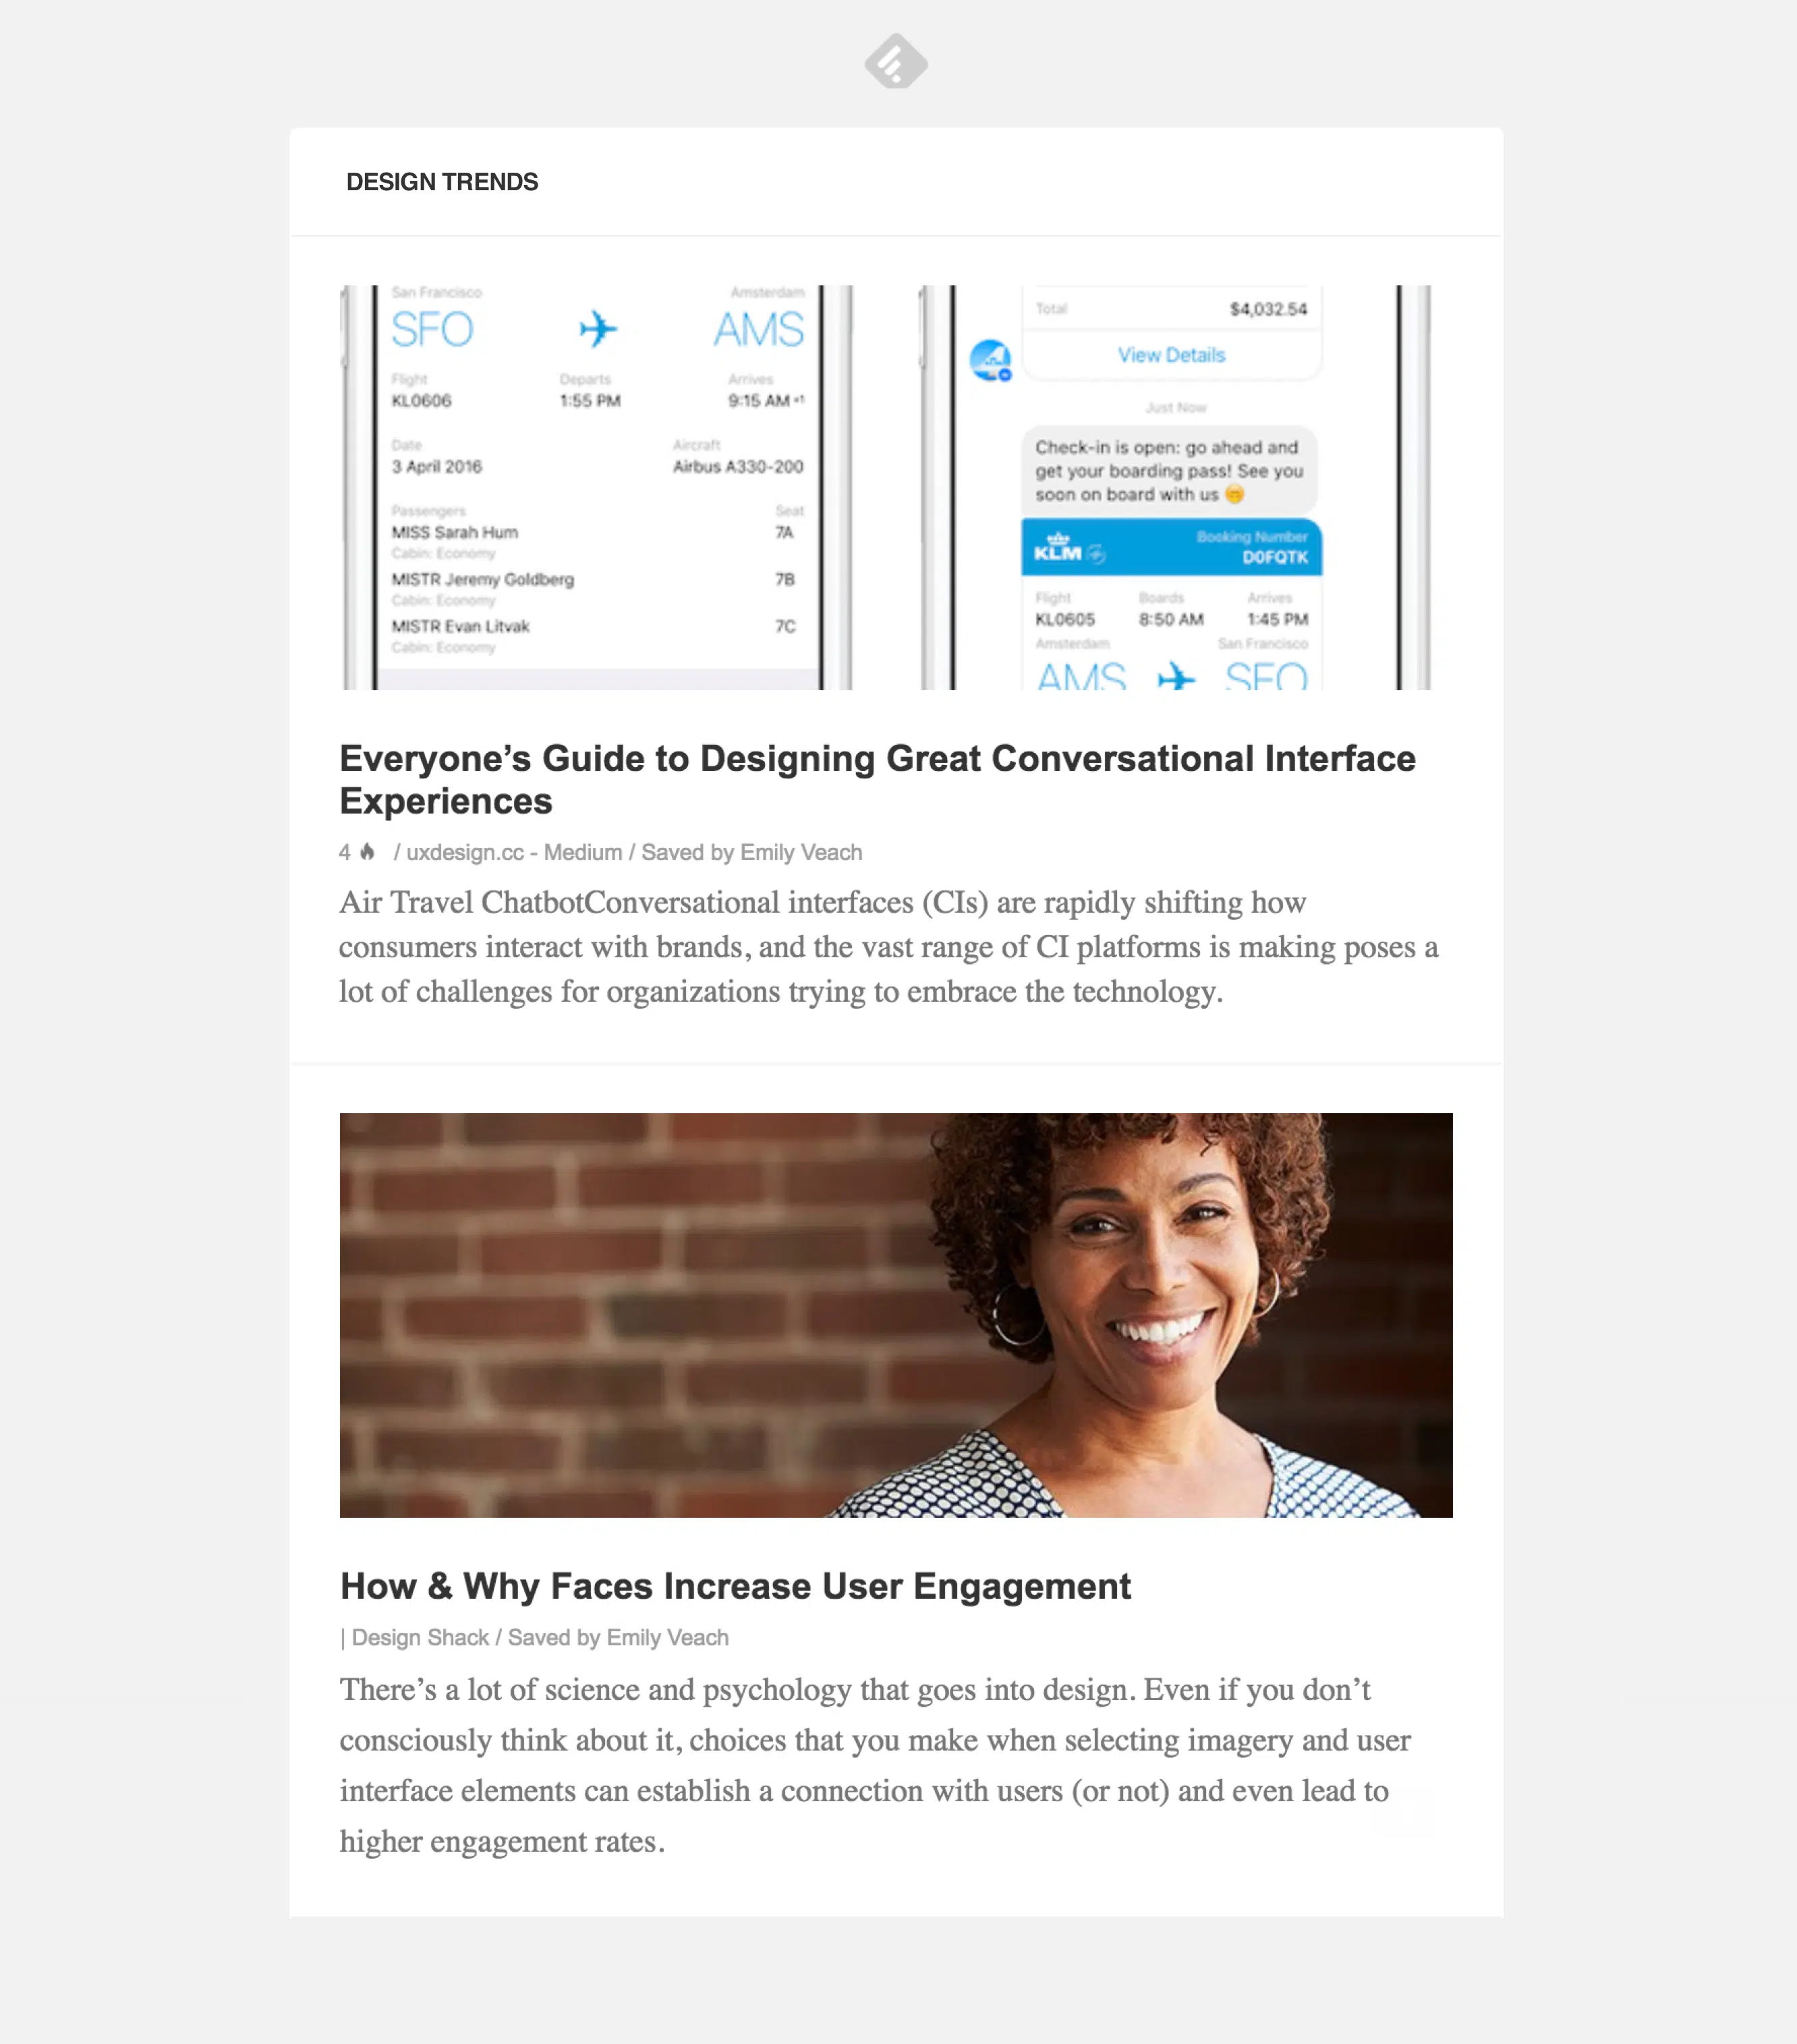 DESIGN TRENDS
San Francisco Amsterdam
SFO AMS
Flight Departs Arrives
KL0606 1:55 PM 9:15 AM +1
Date Aircraft
3 April 2016 Airbus A330-200
Passengers Seat
MISS Sarah Hum 7A
Cabin: Economy
MISTR Jeremy Goldberg 7B
Cabin: Economy
MISTR Evan Litvak 7C
Cabin: Economy
Total $4,032.54
View Details
Just Now
Check-in is open: go ahead and
get your boarding pass! See you
soon on board with us 😊
Booking Number
KLM D0FQTK
Flight Boards Arrives
KL0605 8:50 AM 1:45 PM
Amsterdam San Francisco
AMS SFO
Everyone’s Guide to Designing Great Conversational Interface
Experiences
4 / uxdesign.cc - Medium / Saved by Emily Veach
Air Travel ChatbotConversational interfaces (CIs) are rapidly shifting how
consumers interact with brands, and the vast range of CI platforms is making poses a
lot of challenges for organizations trying to embrace the technology.
How & Why Faces Increase User Engagement
| Design Shack / Saved by Emily Veach
There’s a lot of science and psychology that goes into design. Even if you don’t
consciously think about it, choices that you make when selecting imagery and user
interface elements can establish a connection with users (or not) and even lead to
higher engagement rates.